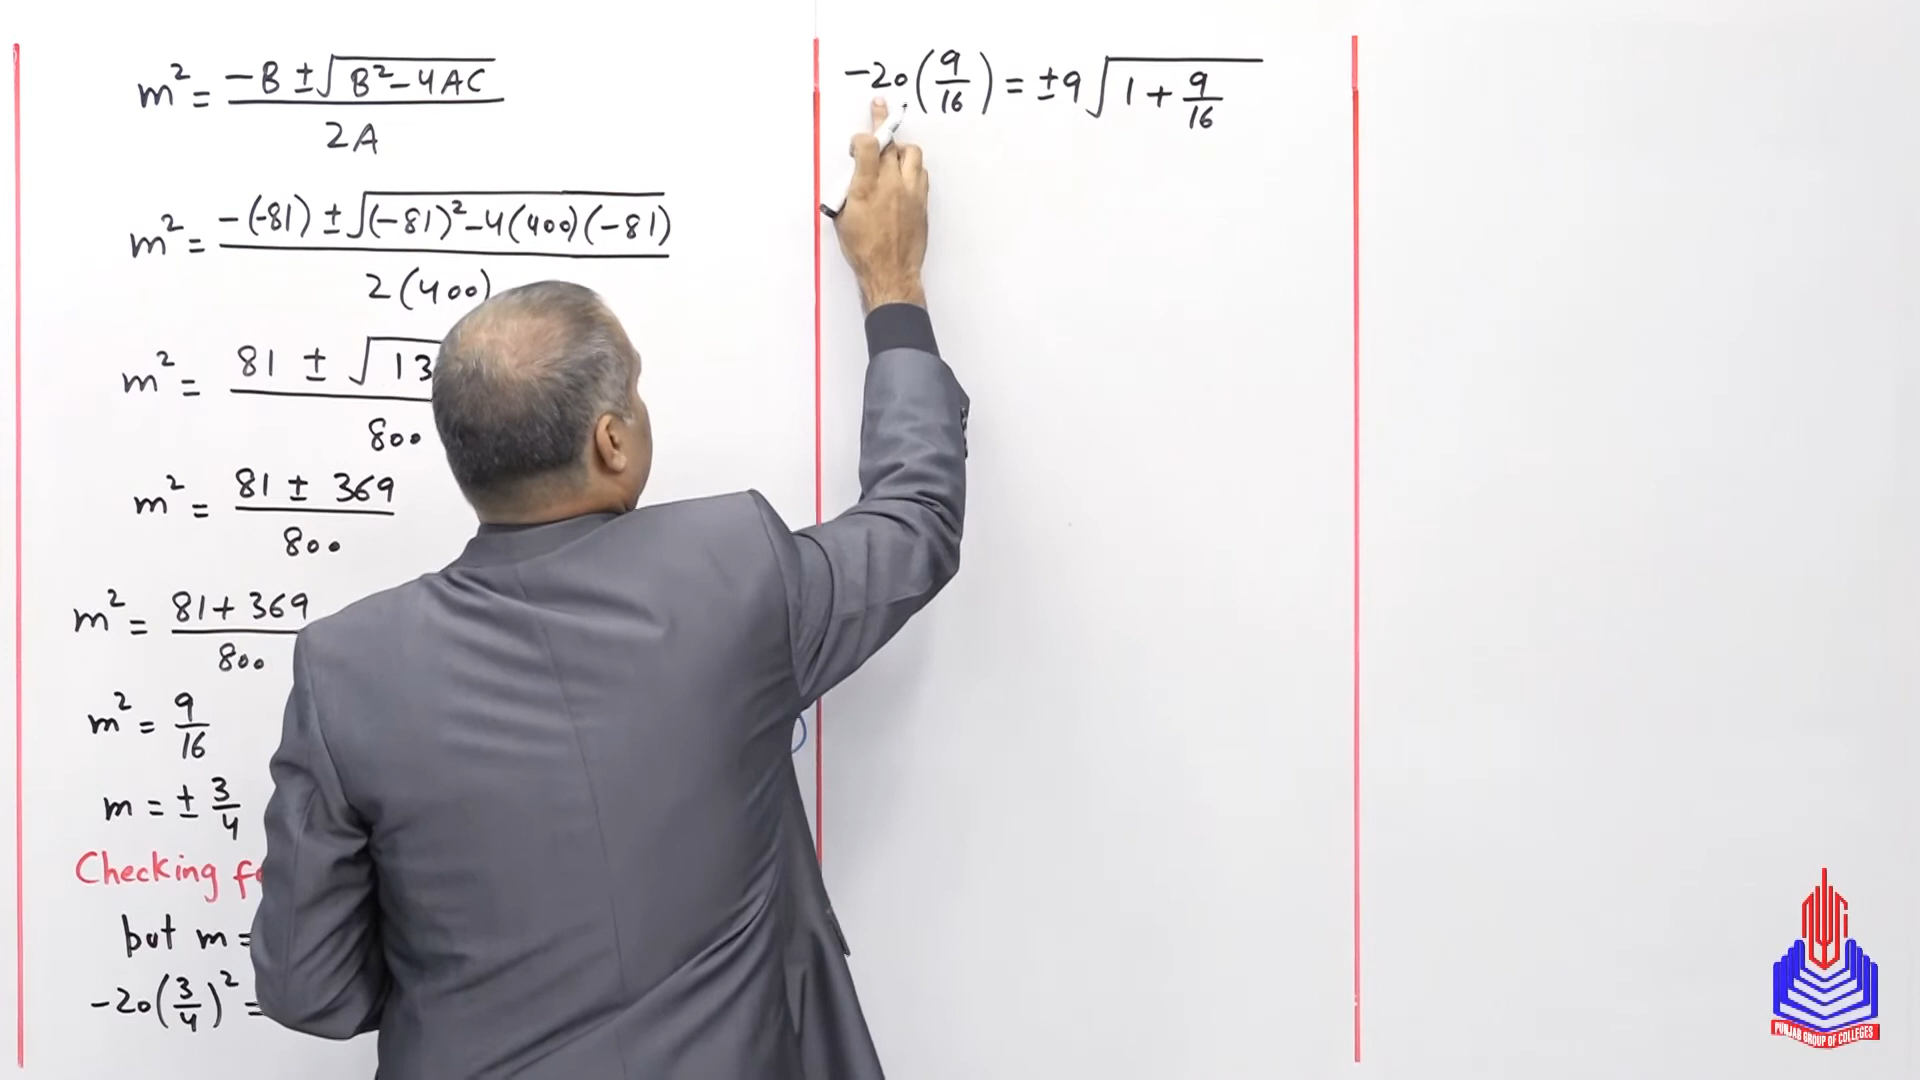 m² = (-B ± √(B² - 4AC)) / 2A
m² = (-(-81) ± √((-81)² - 4(400)(-81))) / 2(400)
m² = (81 ± √13 / 800
m² = (81 ± 369) / 800
m² = (81 + 369) / 800
m² = 9/16
m = ± 3/4
Checking
but m =
-20(3/4)² =
-20(9/16) = ±9√(1 + 9/16)
PUNJAB GROUP OF COLLEGES